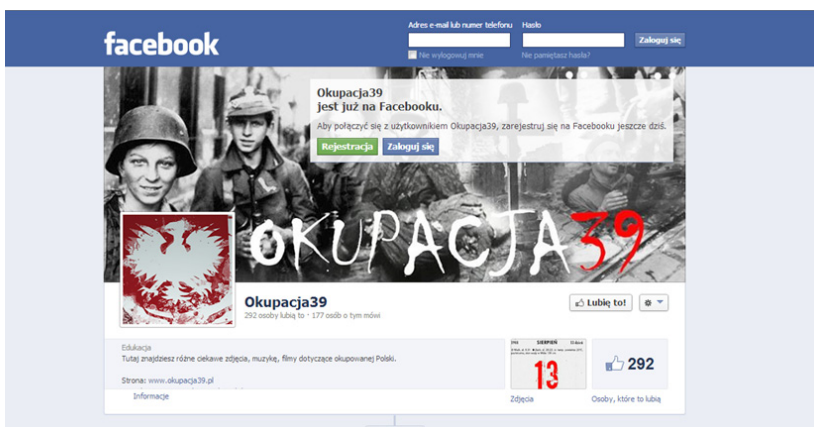 Adres e-mail lub numer telefonu
Hasło
facebook
Zaloguj się
Nie wylogowuj mnie
Nie pamiętasz hasła?
Okupacja39
jest już na Facebooku.
Aby połączyć się z użytkownikiem Okupacja39, zarejestruj się na Facebooku jeszcze dziś.
Rejestracja
Zaloguj się
OKUPACJA39
Okupacja39
292 osoby lubią to · 177 osób o tym mówi
Lubię to!
Edukacja
Tutaj znajdziesz różne ciekawe zdjęcia, muzykę, filmy dotyczące okupowanej Polski.
Strona: www.okupacja39.pl
Informacje
1944 SIERPIEŃ
13
Zdjęcia
292
Osoby, które to lubią